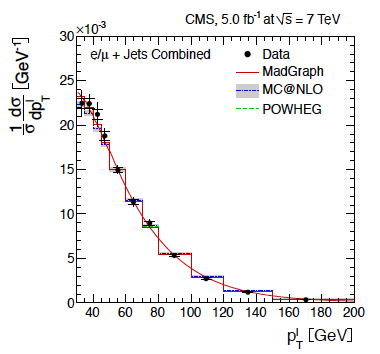 CMS, 5.0 fb⁻¹ at √s = 7 TeV
×10⁻³
e/μ + Jets Combined
Data
MadGraph
MC@NLO
POWHEG
1/σ dσ/dp_T^l [GeV⁻¹]
30
25
20
15
10
5
0
40 60 80 100 120 140 160 180 200
p_T^l [GeV]